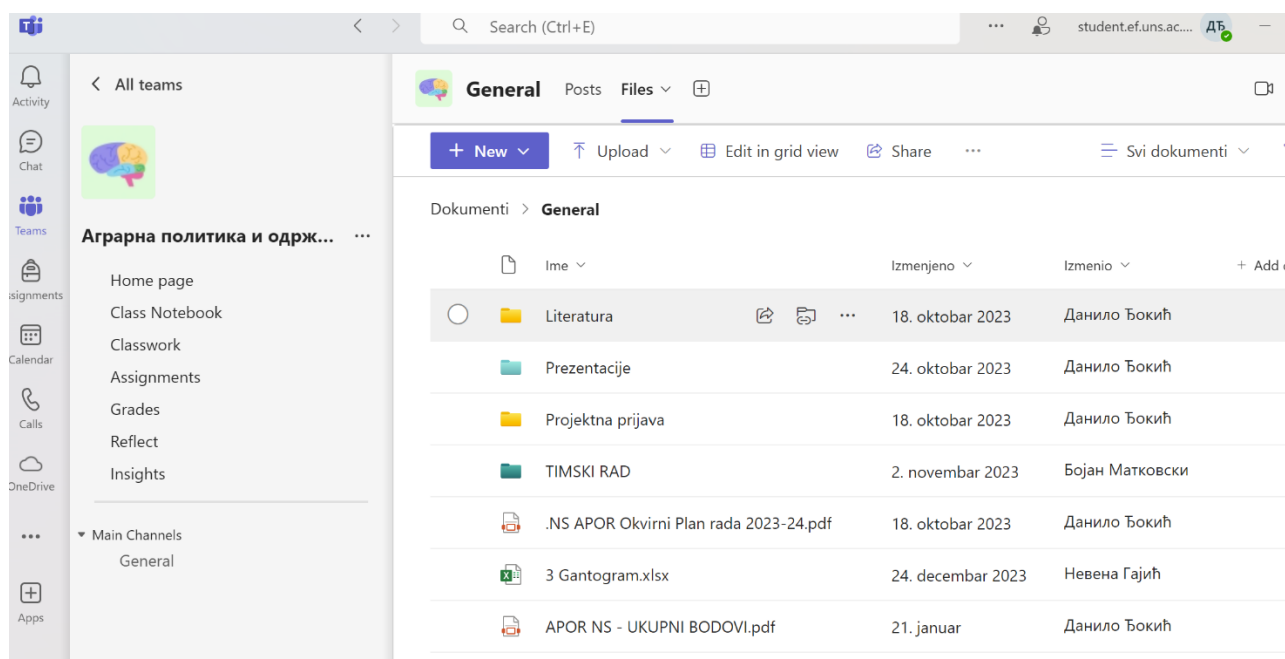 Search (Ctrl+E)
student.ef.uns.ac.... ДЂ
Activity
Chat
Teams
ssignments
Calendar
Calls
OneDrive
Apps
All teams
Аграрна политика и одрж...
Home page
Class Notebook
Classwork
Assignments
Grades
Reflect
Insights
Main Channels
General
General Posts Files
New Upload Edit in grid view Share Svi dokumenti
Dokumenti > General
Ime Izmenjeno Izmenio + Add
Literatura 18. oktobar 2023 Данило Ђокић
Prezentacije 24. oktobar 2023 Данило Ђокић
Projektna prijava 18. oktobar 2023 Данило Ђокић
TIMSKI RAD 2. novembar 2023 Бојан Матковски
.NS APOR Okvirni Plan rada 2023-24.pdf 18. oktobar 2023 Данило Ђокић
3 Gantogram.xlsx 24. decembar 2023 Невена Гајић
APOR NS - UKUPNI BODOVI.pdf 21. januar Данило Ђокић